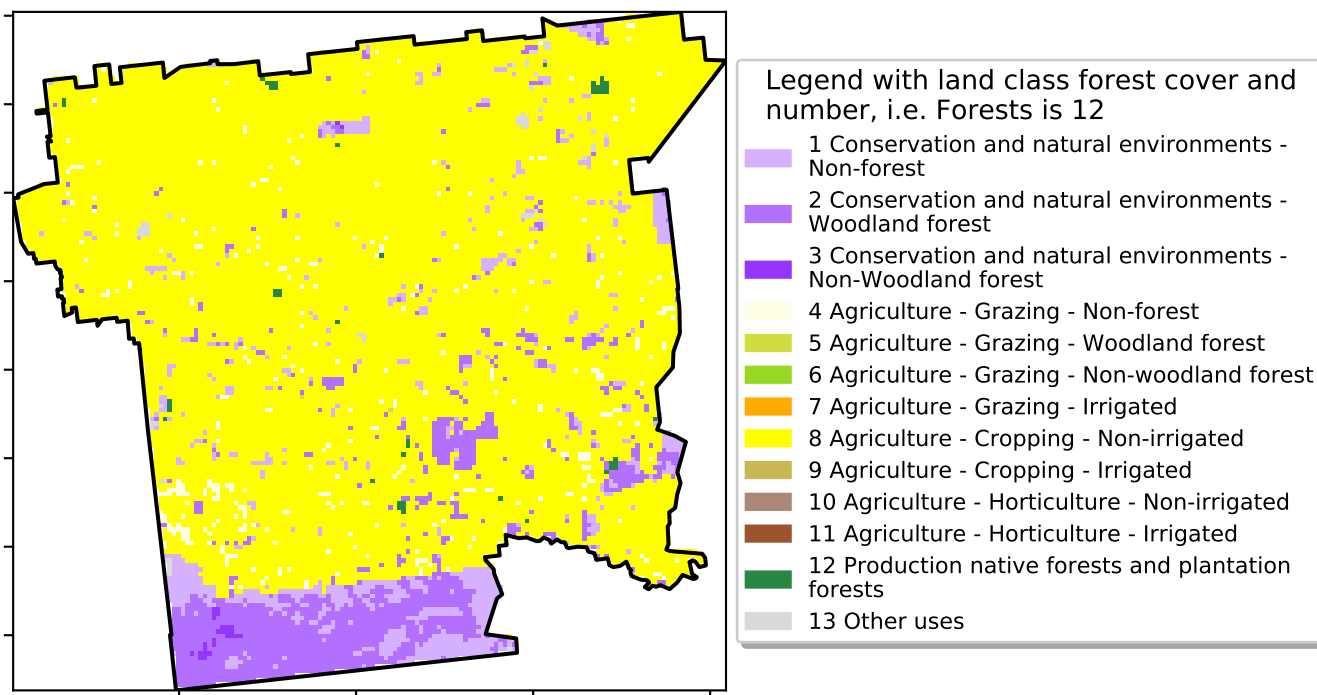 Legend with land class forest cover and
number, i.e. Forests is 12
1 Conservation and natural environments -
Non-forest
2 Conservation and natural environments -
Woodland forest
3 Conservation and natural environments -
Non-Woodland forest
4 Agriculture - Grazing - Non-forest
5 Agriculture - Grazing - Woodland forest
6 Agriculture - Grazing - Non-woodland forest
7 Agriculture - Grazing - Irrigated
8 Agriculture - Cropping - Non-irrigated
9 Agriculture - Cropping - Irrigated
10 Agriculture - Horticulture - Non-irrigated
11 Agriculture - Horticulture - Irrigated
12 Production native forests and plantation
forests
13 Other uses